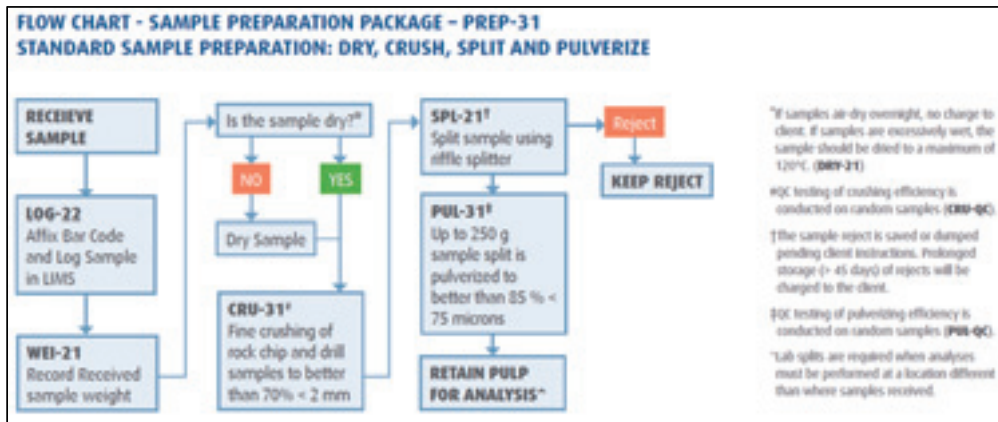 FLOW CHART - SAMPLE PREPARATION PACKAGE – PREP-31
STANDARD SAMPLE PREPARATION: DRY, CRUSH, SPLIT AND PULVERIZE
RECEIEVE
SAMPLE
LOG-22
Affix Bar Code
and Log Sample
in LIMS
WEI-21
Record Received
sample weight
Is the sample dry?*
NO
YES
Dry Sample
CRU-31#
Fine crushing of
rock chip and drill
samples to better
than 70% < 2 mm
SPL-21†
Split sample using
riffle splitter
PUL-31‡
Up to 250 g
sample split is
pulverized to
better than 85 % <
75 microns
RETAIN PULP
FOR ANALYSIS^
Reject
KEEP REJECT
*If samples air-dry overnight, no charge to
client. If samples are excessively wet, the
sample should be dried to a maximum of
120°C. (DRY-21)
#QC testing of crushing efficiency is
conducted on random samples (CRU-QC).
†The sample reject is saved or dumped
pending client instructions. Prolonged
storage (> 45 days) of rejects will be
charged to the client.
‡QC testing of pulverizing efficiency is
conducted on random samples (PUL-QC).
^Lab splits are required when analyses
must be performed at a location different
than where samples received.